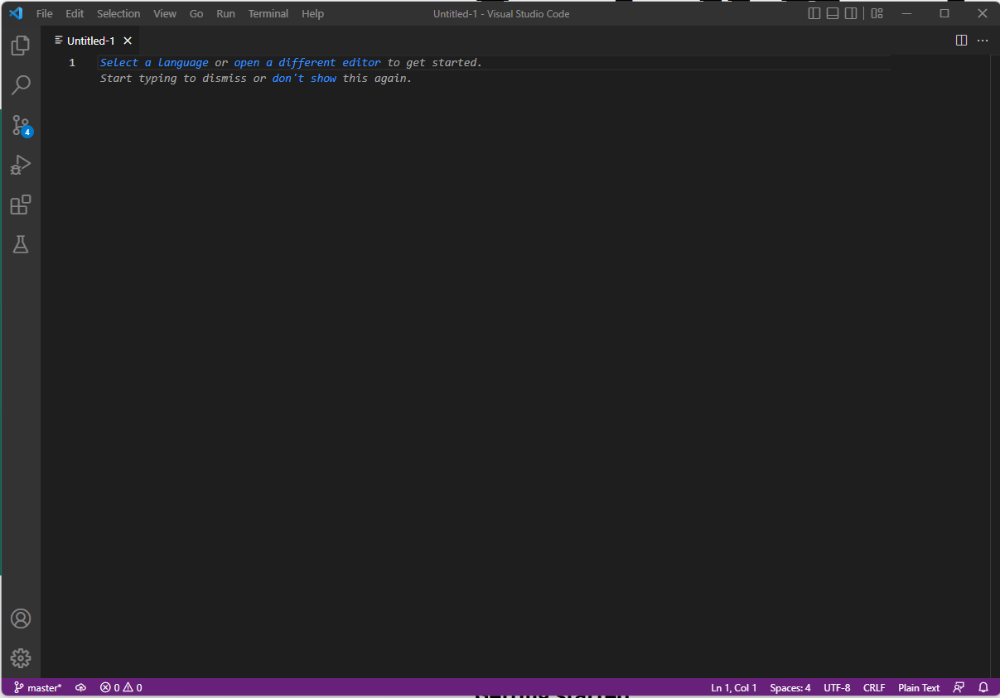 File Edit Selection View Go Run Terminal Help Untitled-1 - Visual Studio Code
Untitled-1
1 Select a language or open a different editor to get started.
Start typing to dismiss or don't show this again.
4
master* 0 0 Ln 1, Col 1 Spaces: 4 UTF-8 CRLF Plain Text